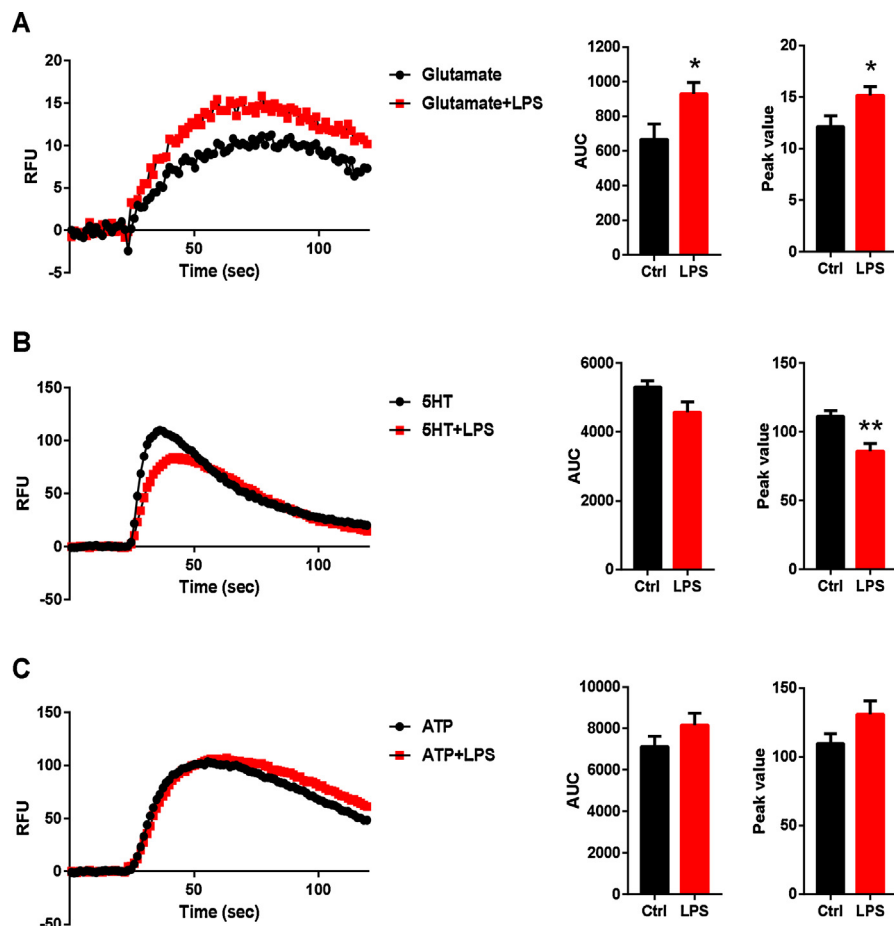 A
RFU
20
15
10
5
0
-5
50
100
Time (sec)
Glutamate
Glutamate+LPS
AUC
1200
1000
800
600
400
200
0
*
Ctrl LPS
Peak value
20
15
10
5
0
*
Ctrl LPS
B
RFU
150
100
50
0
-50
50
100
Time (sec)
5HT
5HT+LPS
AUC
6000
4000
2000
0
Ctrl LPS
Peak value
150
100
50
0
**
Ctrl LPS
C
RFU
150
100
50
0
-50
50
100
Time (sec)
ATP
ATP+LPS
AUC
10000
8000
6000
4000
2000
0
Ctrl LPS
Peak value
150
100
50
0
Ctrl LPS